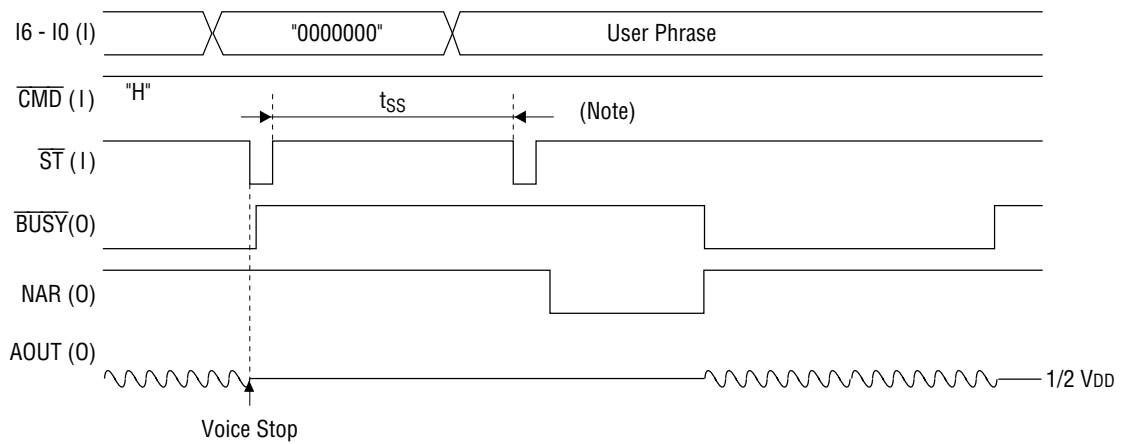 I6 - I0 (I) "0000000" User Phrase
CMD (I) "H" tSS (Note)
ST (I)
BUSY(O)
NAR (O)
AOUT (O)
1/2 VDD
Voice Stop